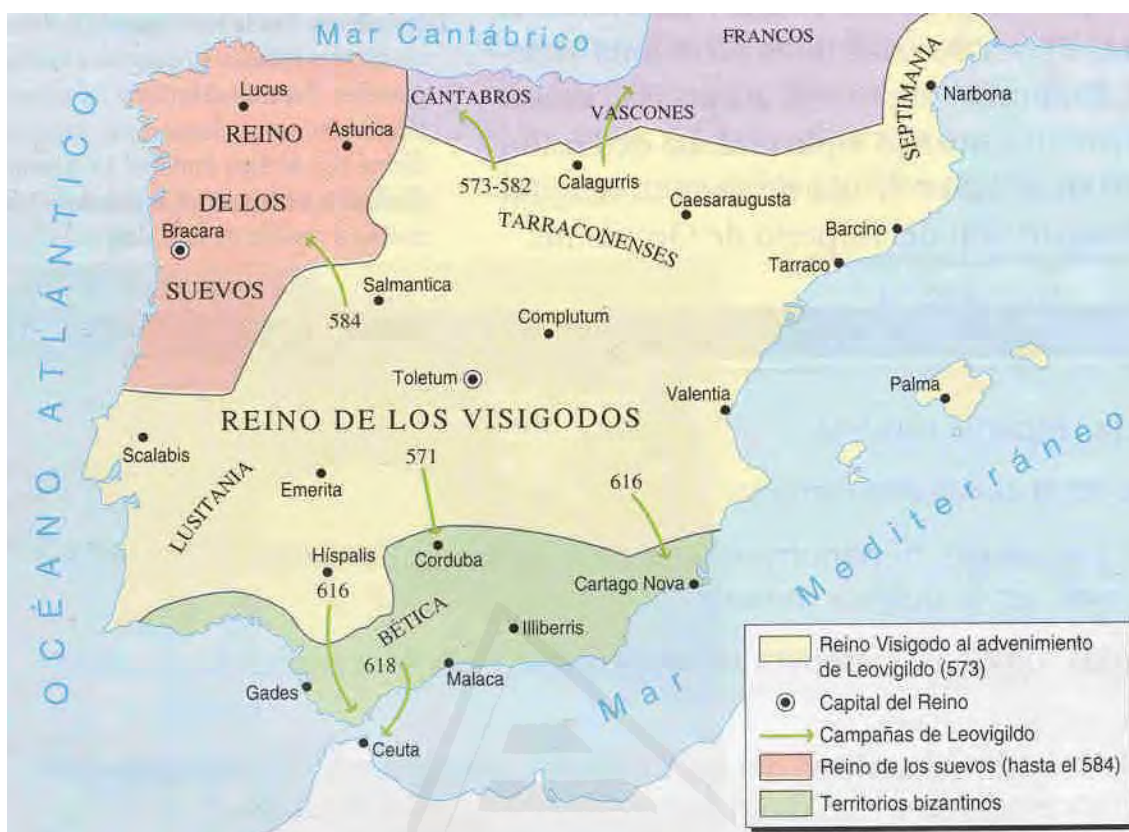 Mar Cantábrico
FRANCOS
SEPTIMANIA
Narbona
Lucus
CÁNTABROS
VASCONES
REINO
Asturica
573-582
Calagurris
DE LOS
Caesaraugusta
TARRACONENSES
Bracara
Barcino
Tarraco
SUEVOS
Salmantica
584
Complutum
OCÉANO ATLÁNTICO
Toletum
Valentia
Palma
REINO DE LOS VISIGODOS
Scalabis
571
616
Emerita
LUSITANIA
Mar Mediterráneo
Híspalis
Corduba
616
Cartago Nova
BÉTICA
Illiberris
618
Malaca
Gades
Ceuta
Reino Visigodo al advenimiento
de Leovigildo (573)
Capital del Reino
Campañas de Leovigildo
Reino de los suevos (hasta el 584)
Territorios bizantinos